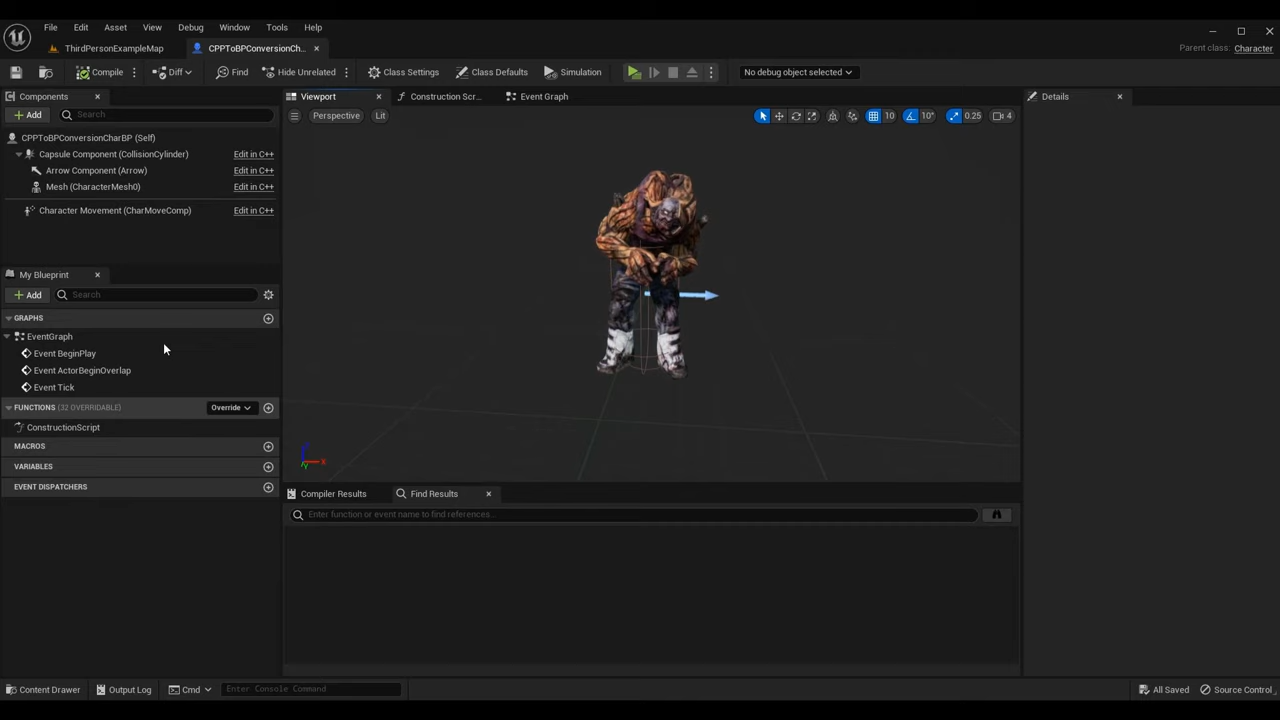 File Edit Asset View Debug Window Tools Help
ThirdPersonExampleMap CPPToBPConversionCh... Parent class: Character
Compile Diff Find Hide Unrelated Class Settings Class Defaults Simulation No debug object selected
Components Viewport Construction Scr... Event Graph Details
+ Add Search Perspective Lit 10 10° 0.25 4
CPPToBPConversionCharBP (Self)
Capsule Component (CollisionCylinder) Edit in C++
Arrow Component (Arrow) Edit in C++
Mesh (CharacterMesh0) Edit in C++
Character Movement (CharMoveComp) Edit in C++
My Blueprint
+ Add Search
GRAPHS
EventGraph
Event BeginPlay
Event ActorBeginOverlap
Event Tick
FUNCTIONS (32 OVERRIDABLE) Override
ConstructionScript
MACROS
VARIABLES
EVENT DISPATCHERS
Z
X
Y
Compiler Results Find Results
Enter function or event name to find references...
Content Drawer Output Log Cmd Enter Console Command All Saved Source Control